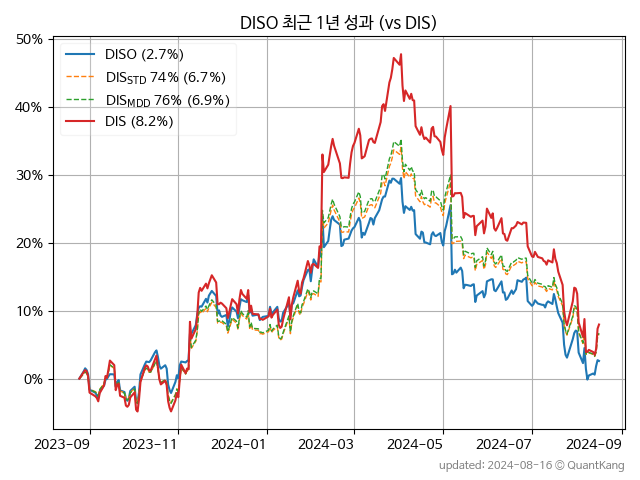 DISO 최근 1년 성과 (vs DIS)
50%
40%
30%
20%
10%
0%
DISO (2.7%)
DISSTD 74% (6.7%)
DISMDD 76% (6.9%)
DIS (8.2%)
2023-09 2023-11 2024-01 2024-03 2024-05 2024-07 2024-09
updated: 2024-08-16 © QuantKang